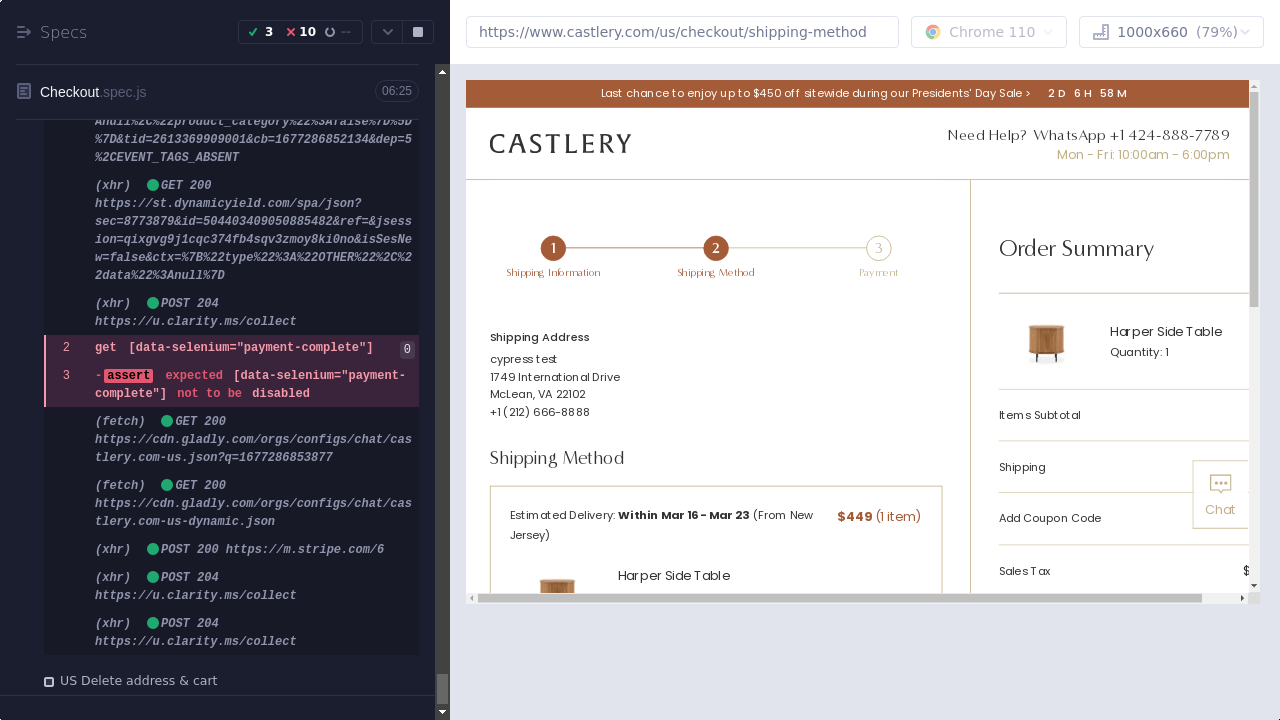 Specs
3
10
--
https://www.castlery.com/us/checkout/shipping-method
Chrome 110
1000x660 (79%)
Checkout.spec.js
06:25
Anull%2C%22product_category%22%3Afalse%7D%5D
%7D&tid=2613369909001&cb=1677286852134&dep=5
%2CEVENT_TAGS_ABSENT
(xhr) GET 200
https://st.dynamicyield.com/spa/json?
sec=8773879&id=504403409050885482&ref=&jsess
ion=qixgvg9j1cqc374fb4sqv3zmoy8ki0no&isSesNe
w=false&ctx=%7B%22type%22%3A%22OTHER%22%2C%2
2data%22%3Anull%7D
(xhr) POST 204
https://u.clarity.ms/collect
2 get [data-selenium="payment-complete"] 0
3 -assert expected [data-selenium="payment-
complete"] not to be disabled
(fetch) GET 200
https://cdn.gladly.com/orgs/configs/chat/cas
tlery.com-us.json?q=1677286853877
(fetch) GET 200
https://cdn.gladly.com/orgs/configs/chat/cas
tlery.com-us-dynamic.json
(xhr) POST 200 https://m.stripe.com/6
(xhr) POST 204
https://u.clarity.ms/collect
(xhr) POST 204
https://u.clarity.ms/collect
US Delete address & cart
Last chance to enjoy up to $450 off sitewide during our Presidents' Day Sale > 2 D 6 H 58 M
CASTLERY
Need Help? WhatsApp +1 424-888-7789
Mon - Fri: 10:00am - 6:00pm
1
2
3
Shipping Information
Shipping Method
Payment
Shipping Address
cypress test
1749 International Drive
McLean, VA 22102
+1 (212) 666-8888
Shipping Method
Estimated Delivery: Within Mar 16 - Mar 23 (From New
Jersey)
$449 (1 item)
Harper Side Table
Order Summary
Harper Side Table
Quantity: 1
Items Subtotal
Shipping
Add Coupon Code
Sales Tax
$
Chat